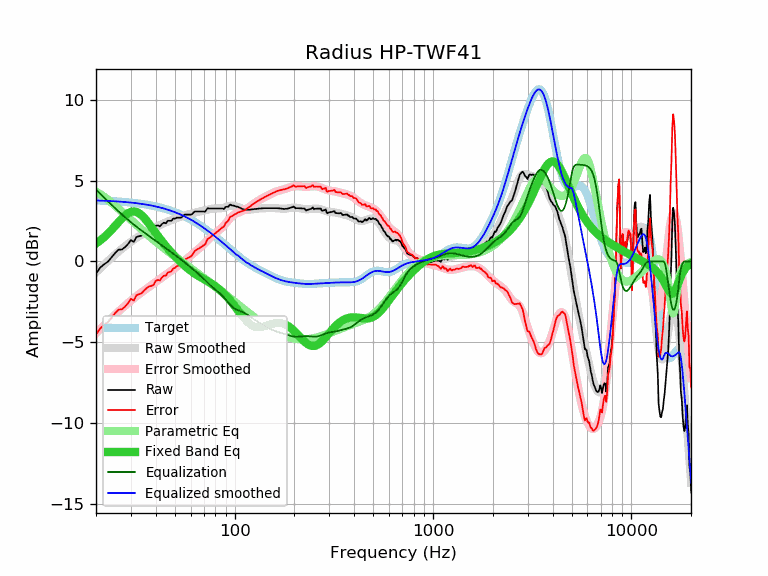 Radius HP-TWF41
Amplitude (dBr)
10
5
0
−5
−10
−15
Target
Raw Smoothed
Error Smoothed
Raw
Error
Parametric Eq
Fixed Band Eq
Equalization
Equalized smoothed
100
1000
10000
Frequency (Hz)